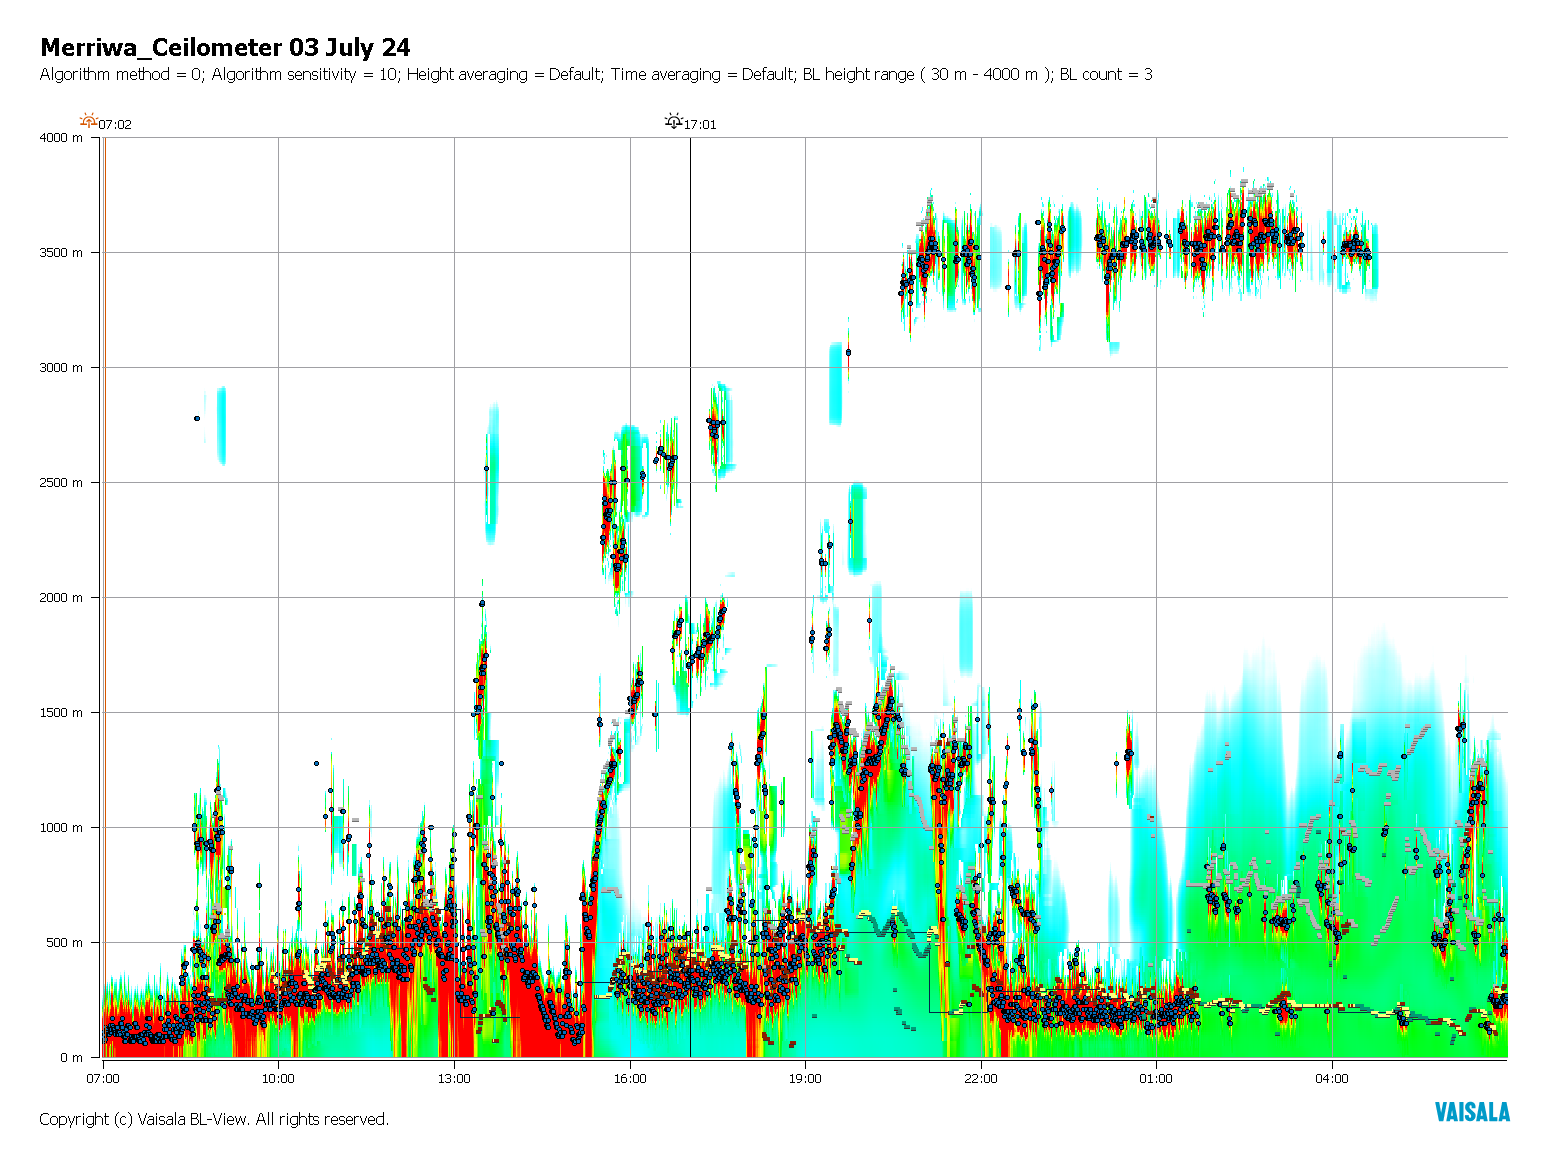 Merriwa_Ceilometer 03 July 24
Algorithm method = 0; Algorithm sensitivity = 10; Height averaging = Default; Time averaging = Default; BL height range ( 30 m - 4000 m ); BL count = 3
07:02 17:01
4000 m
3500 m
3000 m
2500 m
2000 m
1500 m
1000 m
500 m
0 m
07:00 10:00 13:00 16:00 19:00 22:00 01:00 04:00
Copyright (c) Vaisala BL-View. All rights reserved.
VAISALA